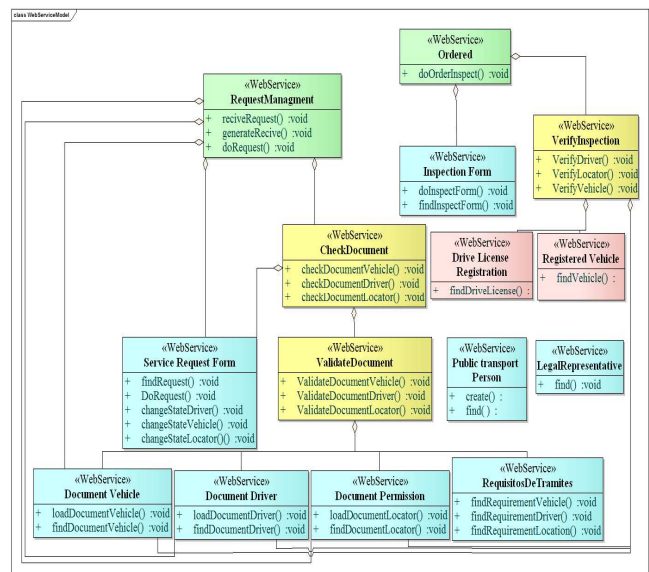 class WebServiceModel
«WebService»
Ordered
+ doOrderInspect() :void
«WebService»
RequestManagment
+ reciveRequest() :void
+ generateRecive() :void
+ doRequest() :void
«WebService»
VerifyInspection
+ VerifyDriver() :void
+ VerifyLocator() :void
+ VerifyVehicle() :void
«WebService»
Inspection Form
+ doInspectForm() :void
+ findInspectForm() :void
«WebService»
CheckDocument
+ checkDocumentVehicle() :void
+ checkDocumentDriver() :void
+ checkDocumentLocator() :void
«WebService»
Drive License
Registration
+ findDriveLicense() :
«WebService»
Registered Vehicle
+ findVehicle() :
«WebService»
Service Request Form
+ findRequest() :void
+ DoRequest() :void
+ changeStateDriver() :void
+ changeStateVehicle() :void
+ changeStateLocator()() :void
«WebService»
ValidateDocument
+ ValidateDocumentVehicle() :void
+ ValidateDocumentDriver() :void
+ ValidateDocumentLocator() :void
«WebService»
Public transport
Person
+ create() :
+ find() :
«WebService»
LegalRepresentative
+ find() :void
«WebService»
Document Vehicle
+ loadDocumentVehicle() :void
+ findDocumentVehicle() :void
«WebService»
Document Driver
+ loadDocumentDriver() :void
+ findDocumentDriver() :void
«WebService»
Document Permission
+ loadDocumentLocator() :void
+ findDocumentLocator() :void
«WebService»
RequisitosDeTramites
+ findRequirementVehicle() :void
+ findRequirementDriver() :void
+ findRequirementLocation() :void